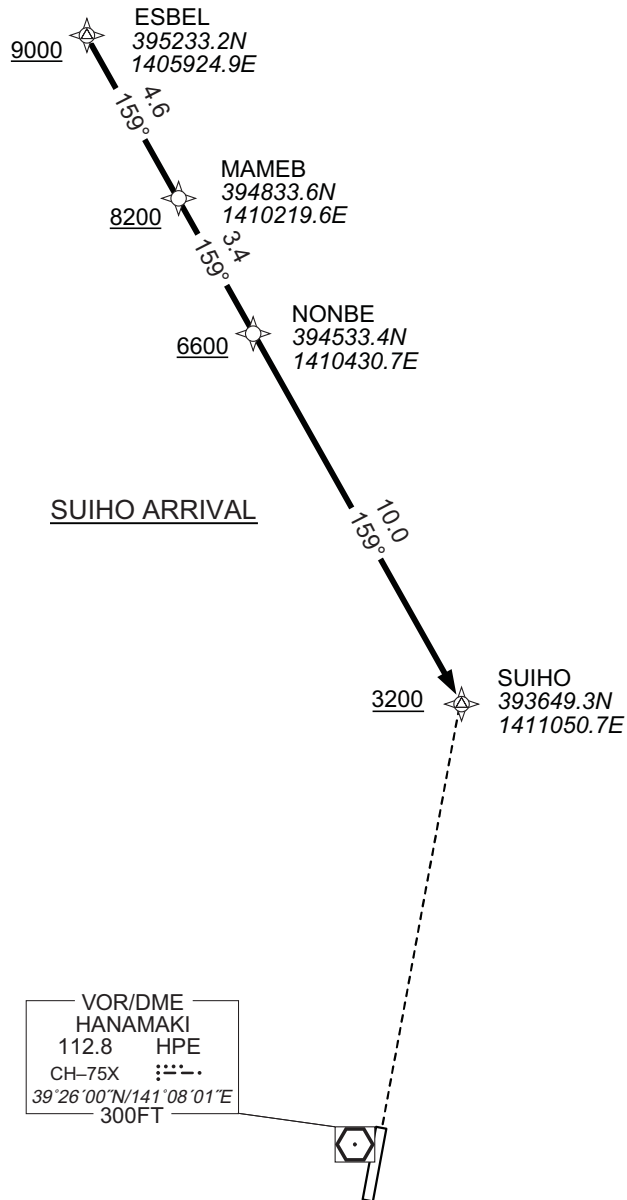 ESBEL
9000
395233.2N
1405924.9E
4.6
159°
MAMEB
8200
394833.6N
1410219.6E
3.4
159°
NONBE
6600
394533.4N
1410430.7E
SUIHO ARRIVAL
10.0
159°
SUIHO
3200
393649.3N
1411050.7E
VOR/DME
HANAMAKI
112.8 HPE
CH–75X
39°26′00″N/141°08′01″E
300FT